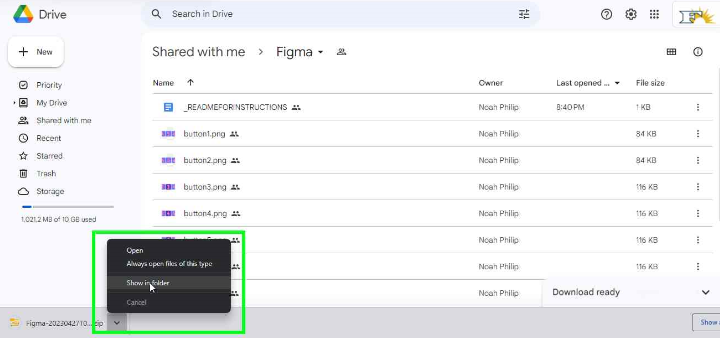 Drive
Search in Drive
New
Shared with me > Figma
Priority
My Drive
Shared with me
Recent
Starred
Trash
Storage
1,021.2 MB of 10 GB used
Name Owner Last opened ... File size
_READMEFORINSTRUCTIONS Noah Philip 8:40 PM 1 KB
button1.png Noah Philip 84 KB
button2.png Noah Philip 84 KB
button3.png Noah Philip 116 KB
button4.png Noah Philip 116 KB
Noah Philip 116 KB
Noah Philip 116 KB
Noah Philip
Open
Always open files of this type
Show in folder
Cancel
Download ready
Figma-20230427T0...zip
Show